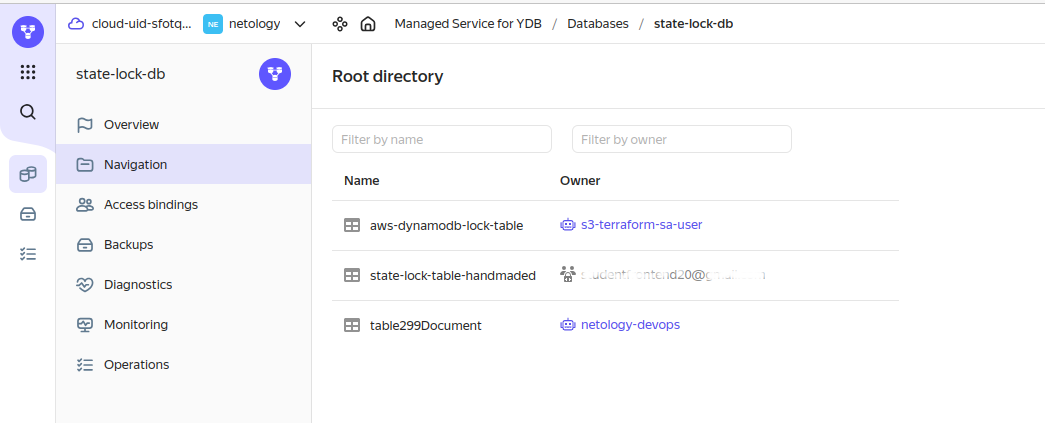 cloud-uid-sfotq... NE netology Managed Service for YDB / Databases / state-lock-db
state-lock-db
Overview
Navigation
Access bindings
Backups
Diagnostics
Monitoring
Operations
Root directory
Filter by name Filter by owner
Name Owner
aws-dynamodb-lock-table s3-terraform-sa-user
state-lock-table-handmaded
table299Document netology-devops